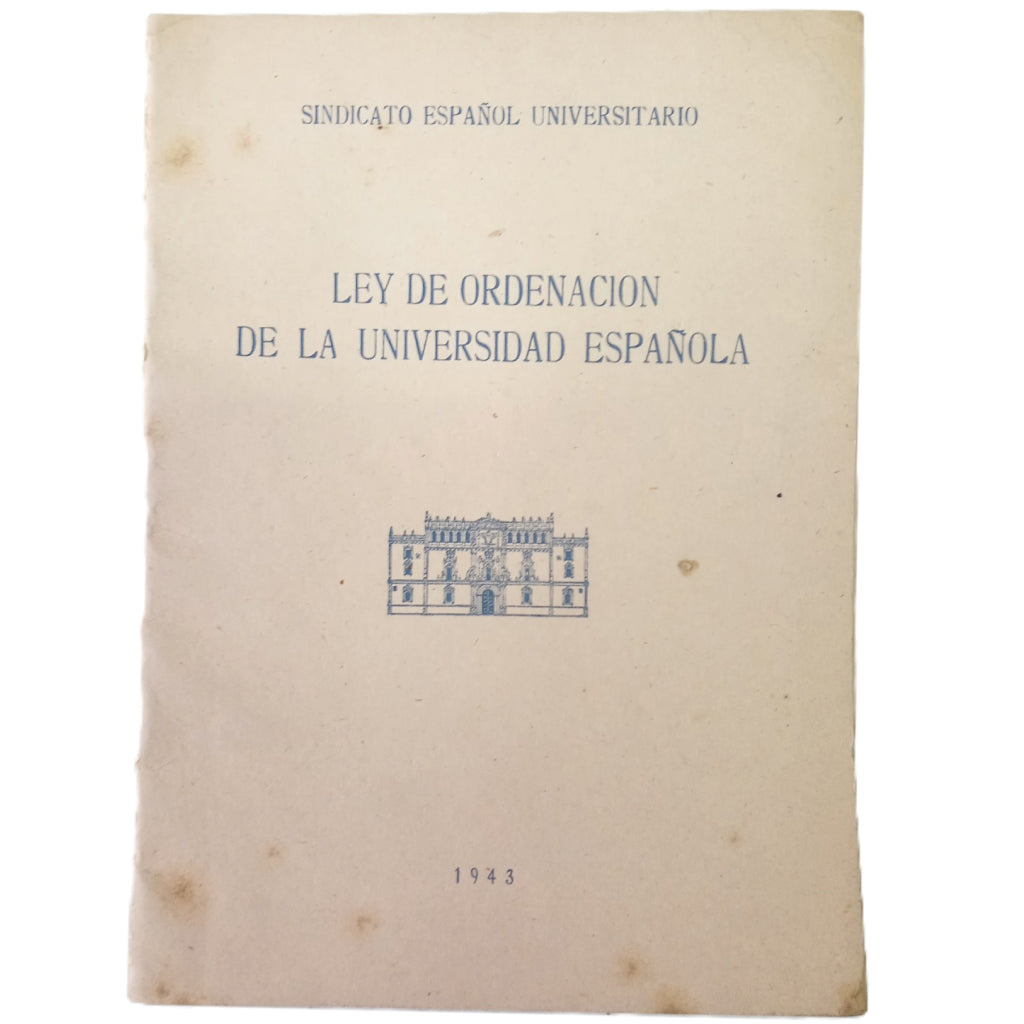 SINDICATO ESPAÑOL UNIVERSITARIO
LEY DE ORDENACION
DE LA UNIVERSIDAD ESPAÑOLA
1943